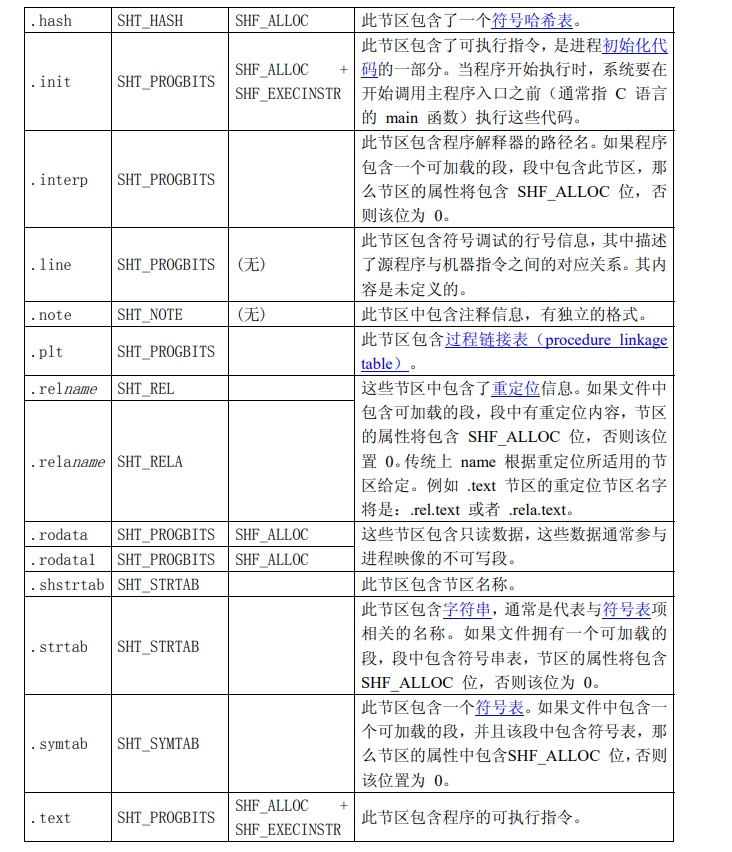 .hash SHT_HASH SHF_ALLOC 此节区包含了一个符号哈希表。
此节区包含了可执行指令，是进程初始化代
码的一部分。当程序开始执行时，系统要在
开始调用主程序入口之前（通常指 C 语言
的 main 函数）执行这些代码。
.init SHT_PROGBITS SHF_ALLOC +
SHF_EXECINSTR
此节区包含程序解释器的路径名。如果程序
包含一个可加载的段，段中包含此节区，那
么节区的属性将包含 SHF_ALLOC 位，否
则该位为 0。
.interp SHT_PROGBITS
此节区包含符号调试的行号信息，其中描述
了源程序与机器指令之间的对应关系。其内
容是未定义的。
.line SHT_PROGBITS (无)
.note SHT_NOTE (无) 此节区中包含注释信息，有独立的格式。
.plt SHT_PROGBITS 此节区包含过程链接表（procedure linkage
table）。
.relname SHT_REL 这些节区中包含了重定位信息。如果文件中
包含可加载的段，段中有重定位内容，节区
的属性将包含 SHF_ALLOC 位，否则该位
置 0。传统上 name 根据重定位所适用的节
区给定。例如 .text 节区的重定位节区名字
将是：.rel.text 或者 .rela.text。
.relaname SHT_RELA
.rodata SHT_PROGBITS SHF_ALLOC 这些节区包含只读数据，这些数据通常参与
.rodata1 SHT_PROGBITS SHF_ALLOC 进程映像的不可写段。
.shstrtab SHT_STRTAB 此节区包含节区名称。
此节区包含字符串，通常是代表与符号表项
相关的名称。如果文件拥有一个可加载的
段，段中包含符号串表，节区的属性将包含
SHF_ALLOC 位，否则该位为 0。
.strtab SHT_STRTAB
此节区包含一个符号表。如果文件中包含一
个可加载的段，并且该段中包含符号表，那
么节区的属性中包含SHF_ALLOC 位，否则
该位置为 0。
.symtab SHT_SYMTAB
.text SHT_PROGBITS SHF_ALLOC +
SHF_EXECINSTR 此节区包含程序的可执行指令。